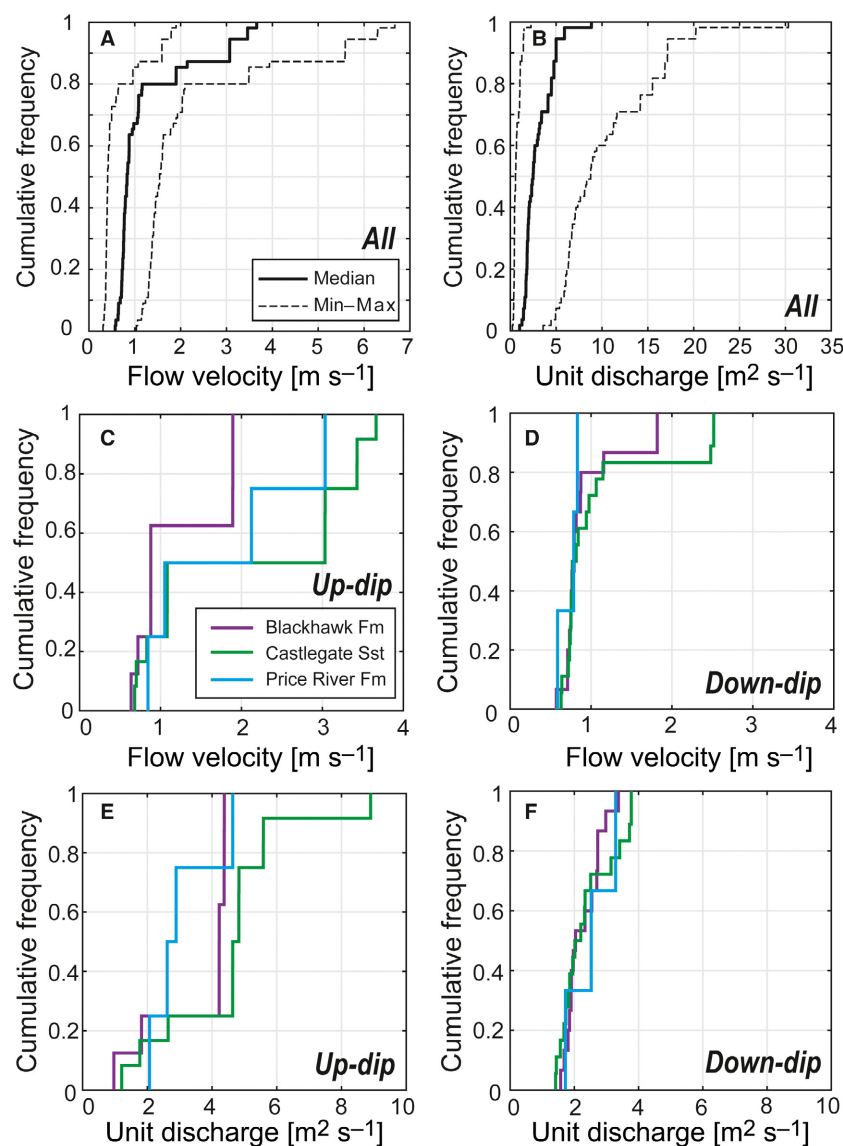 A
Cumulative frequency
1
0.8
0.6
0.4
0.2
0
All
Median
Min–Max
0 1 2 3 4 5 6 7
Flow velocity [m s–1]
B
Cumulative frequency
1
0.8
0.6
0.4
0.2
0
All
0 5 10 15 20 25 30 35
Unit discharge [m2 s–1]
C
Cumulative frequency
1
0.8
0.6
0.4
0.2
0
Up-dip
Blackhawk Fm
Castlegate Sst
Price River Fm
0 1 2 3 4
Flow velocity [m s–1]
D
Cumulative frequency
1
0.8
0.6
0.4
0.2
0
Down-dip
0 1 2 3 4
Flow velocity [m s–1]
E
Cumulative frequency
1
0.8
0.6
0.4
0.2
0
Up-dip
0 2 4 6 8 10
Unit discharge [m2 s–1]
F
Cumulative frequency
1
0.8
0.6
0.4
0.2
0
Down-dip
0 2 4 6 8 10
Unit discharge [m2 s–1]